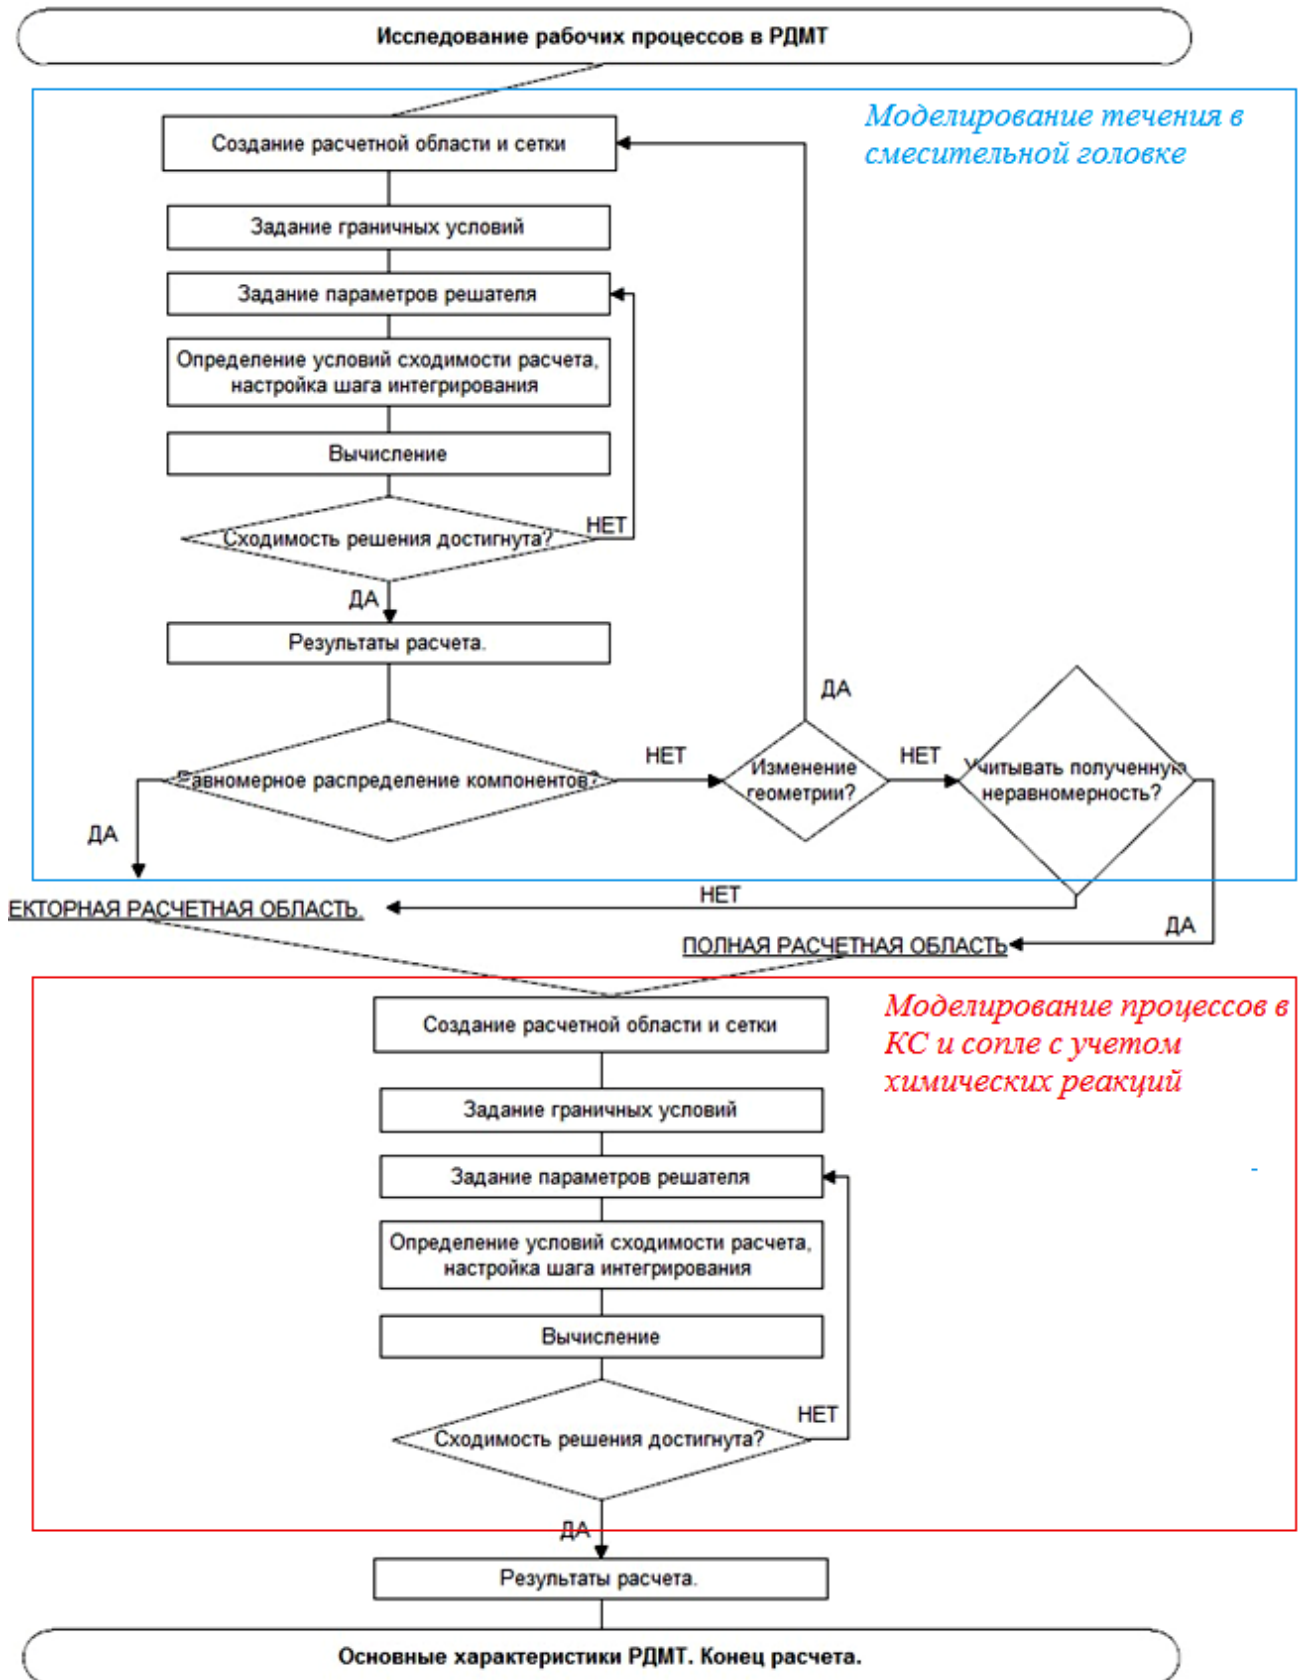 Исследование рабочих процессов в РДМТ
Моделирование течения в
смесительной головке
Создание расчетной области и сетки
Задание граничных условий
Задание параметров решателя
Определение условий сходимости расчета,
настройка шага интегрирования
Вычисление
Сходимость решения достигнута?
НЕТ
ДА
Результаты расчета.
ДА
Равномерное распределение компонентов?
НЕТ
Изменение
геометрии?
НЕТ
Учитывать полученную
неравномерность?
ДА
НЕТ
ЕКТОРНАЯ РАСЧЕТНАЯ ОБЛАСТЬ.
ДА
ПОЛНАЯ РАСЧЕТНАЯ ОБЛАСТЬ
Моделирование процессов в
КС и сопле с учетом
химических реакций
Создание расчетной области и сетки
Задание граничных условий
Задание параметров решателя
Определение условий сходимости расчета,
настройка шага интегрирования
Вычисление
Сходимость решения достигнута?
НЕТ
ДА
Результаты расчета.
Основные характеристики РДМТ. Конец расчета.